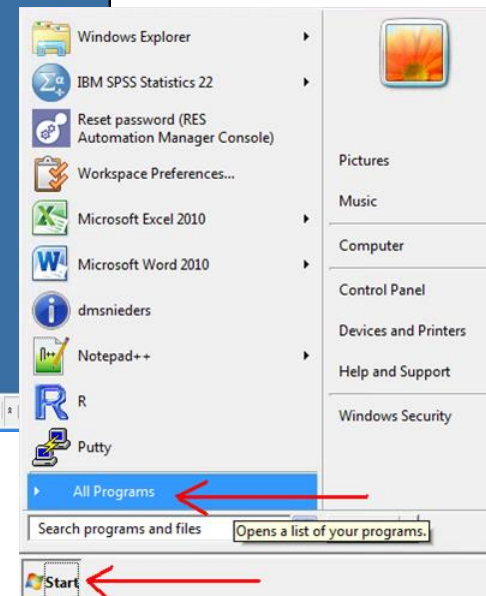 Windows Explorer
IBM SPSS Statistics 22
Reset password (RES
Automation Manager Console)
Workspace Preferences...
Microsoft Excel 2010
Microsoft Word 2010
dmsnieders
Notepad++
R
Putty
All Programs
Search programs and files
Opens a list of your programs.
Start
Pictures
Music
Computer
Control Panel
Devices and Printers
Help and Support
Windows Security